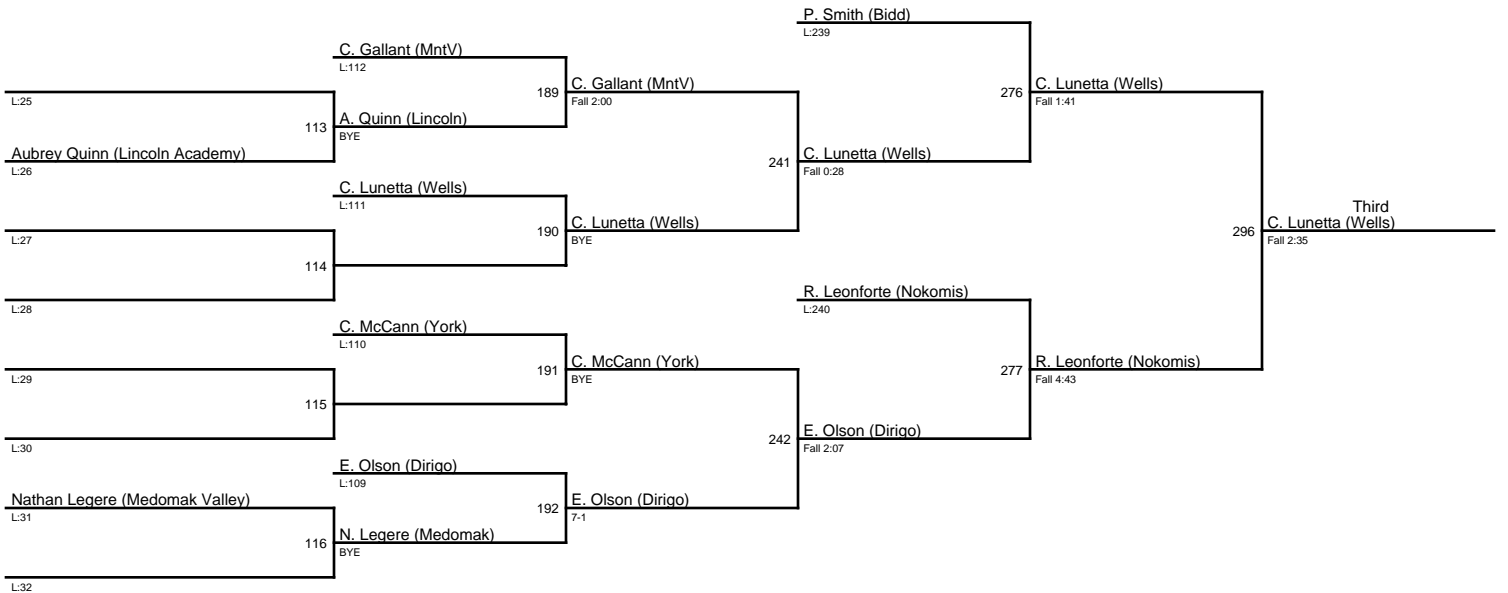 P. Smith (Bidd)
L:239
C. Gallant (MntV)
L:112
L:25
189
C. Gallant (MntV)
Fall 2:00
276
C. Lunetta (Wells)
Fall 1:41
113
A. Quinn (Lincoln)
BYE
Aubrey Quinn (Lincoln Academy)
L:26
241
C. Lunetta (Wells)
Fall 0:28
C. Lunetta (Wells)
L:111
Third
L:27
190
C. Lunetta (Wells)
BYE
296
C. Lunetta (Wells)
Fall 2:35
114
L:28
R. Leonforte (Nokomis)
L:240
C. McCann (York)
L:110
L:29
191
C. McCann (York)
BYE
277
R. Leonforte (Nokomis)
Fall 4:43
115
L:30
242
E. Olson (Dirigo)
Fall 2:07
E. Olson (Dirigo)
L:109
Nathan Legere (Medomak Valley)
L:31
192
E. Olson (Dirigo)
7-1
116
N. Legere (Medomak)
BYE
L:32